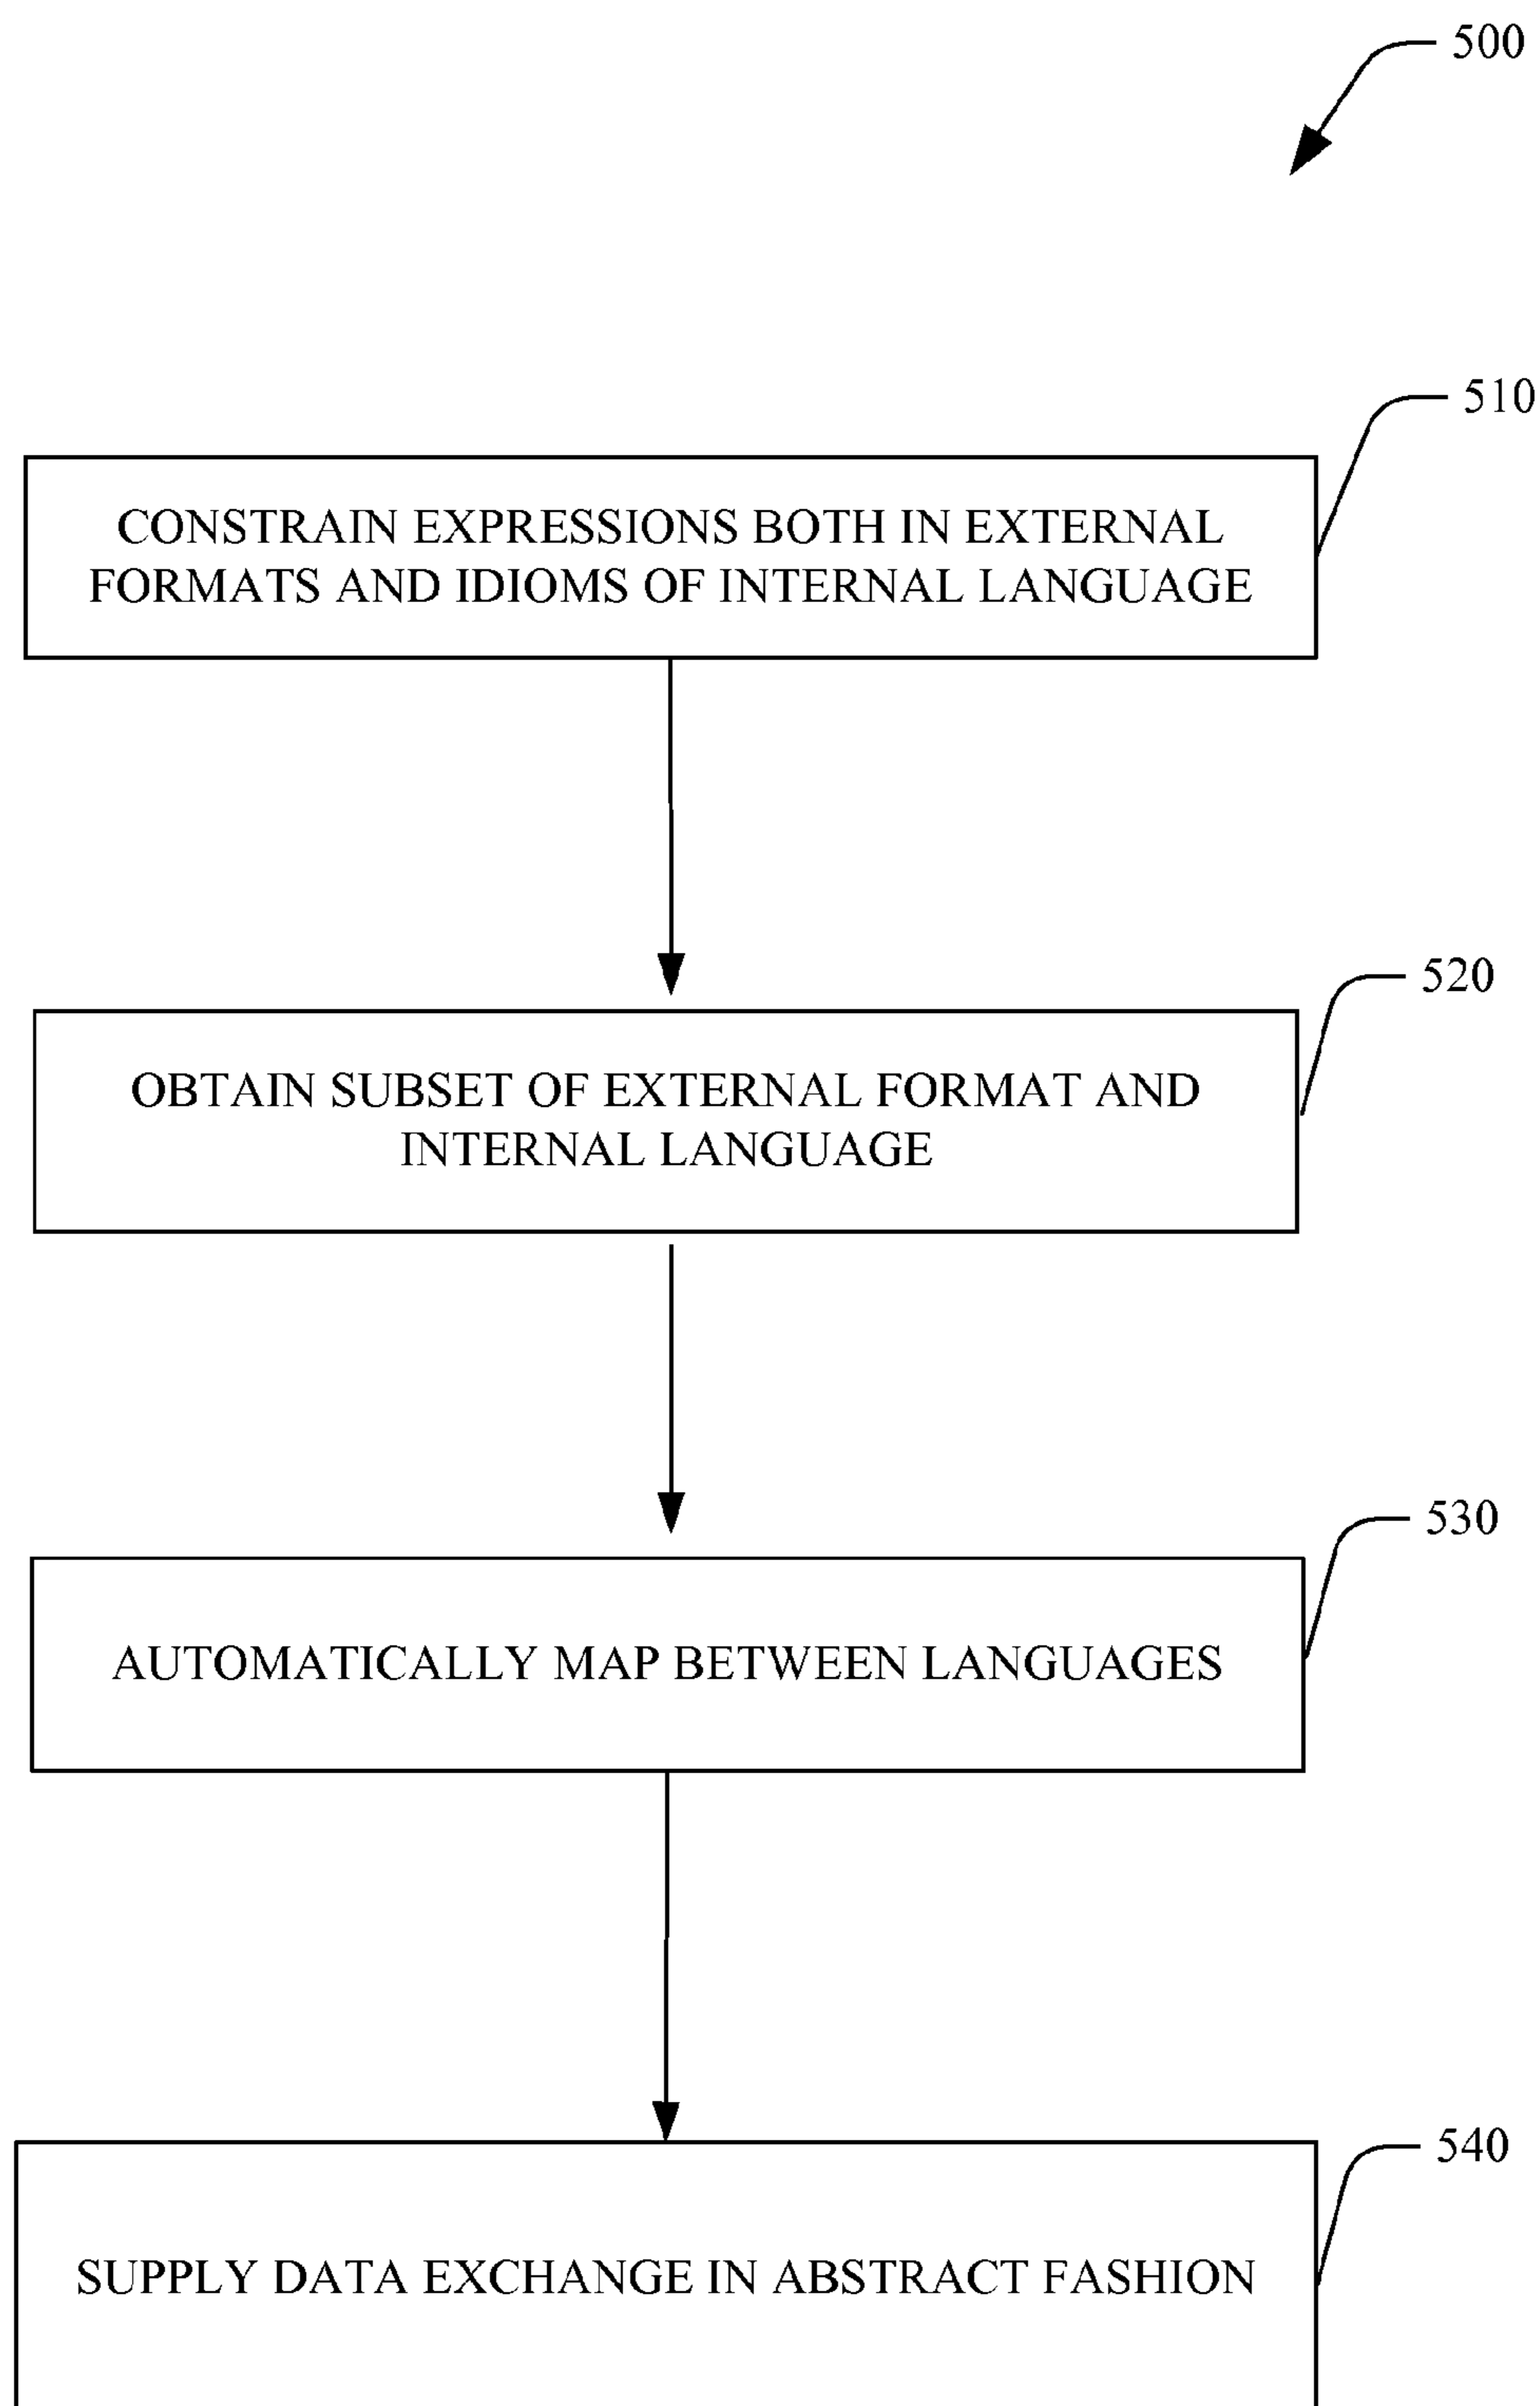 500
510
CONSTRAIN EXPRESSIONS BOTH IN EXTERNAL
FORMATS AND IDIOMS OF INTERNAL LANGUAGE
520
OBTAIN SUBSET OF EXTERNAL FORMAT AND
INTERNAL LANGUAGE
530
AUTOMATICALLY MAP BETWEEN LANGUAGES
540
SUPPLY DATA EXCHANGE IN ABSTRACT FASHION